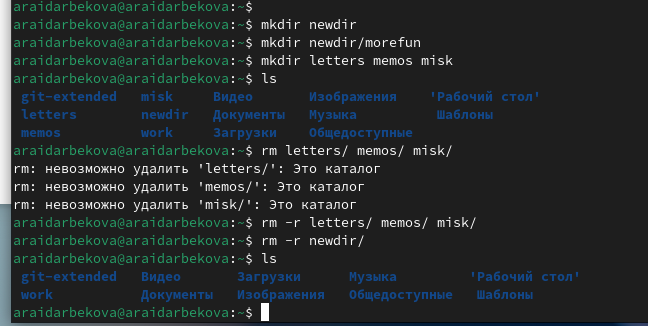 araidarbekova@araidarbekova:~$
araidarbekova@araidarbekova:~$ mkdir newdir
araidarbekova@araidarbekova:~$ mkdir newdir/morefun
araidarbekova@araidarbekova:~$ mkdir letters memos misk
araidarbekova@araidarbekova:~$ ls
git-extended misk Видео Изображения 'Рабочий стол'
letters newdir Документы Музыка Шаблоны
memos work Загрузки Общедоступные
araidarbekova@araidarbekova:~$ rm letters/ memos/ misk/
rm: невозможно удалить 'letters/': Это каталог
rm: невозможно удалить 'memos/': Это каталог
rm: невозможно удалить 'misk/': Это каталог
araidarbekova@araidarbekova:~$ rm -r letters/ memos/ misk/
araidarbekova@araidarbekova:~$ rm -r newdir/
araidarbekova@araidarbekova:~$ ls
git-extended Видео Загрузки Музыка 'Рабочий стол'
work Документы Изображения Общедоступные Шаблоны
araidarbekova@araidarbekova:~$